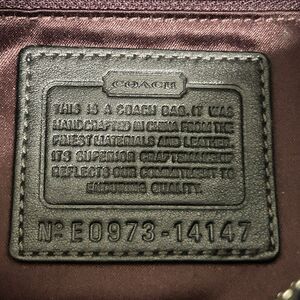 COACH
THIS IS A COACH BAG. IT WAS
HANDCRAFTED IN CHINA FROM THE
FINEST MATERIALS AND LEATHER.
ITS SUPERIOR CRAFTSMANSHIP
REFLECTS OUR COMMITMENT TO
ENDURING QUALITY.
Nº E0973-14147